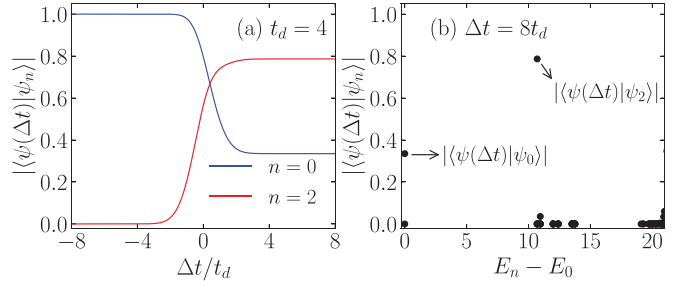 (a) t_d = 4
|⟨ψ(Δt)|ψ_n⟩|
1.0
0.8
0.6
0.4
0.2
0.0
n = 0
n = 2
−8 −4 0 4 8
Δt/t_d
(b) Δt = 8t_d
|⟨ψ(Δt)|ψ_n⟩|
1.0
0.8
0.6
0.4
0.2
0.0
|⟨ψ(Δt)|ψ_2⟩|
|⟨ψ(Δt)|ψ_0⟩|
0 5 10 15 20
E_n − E_0